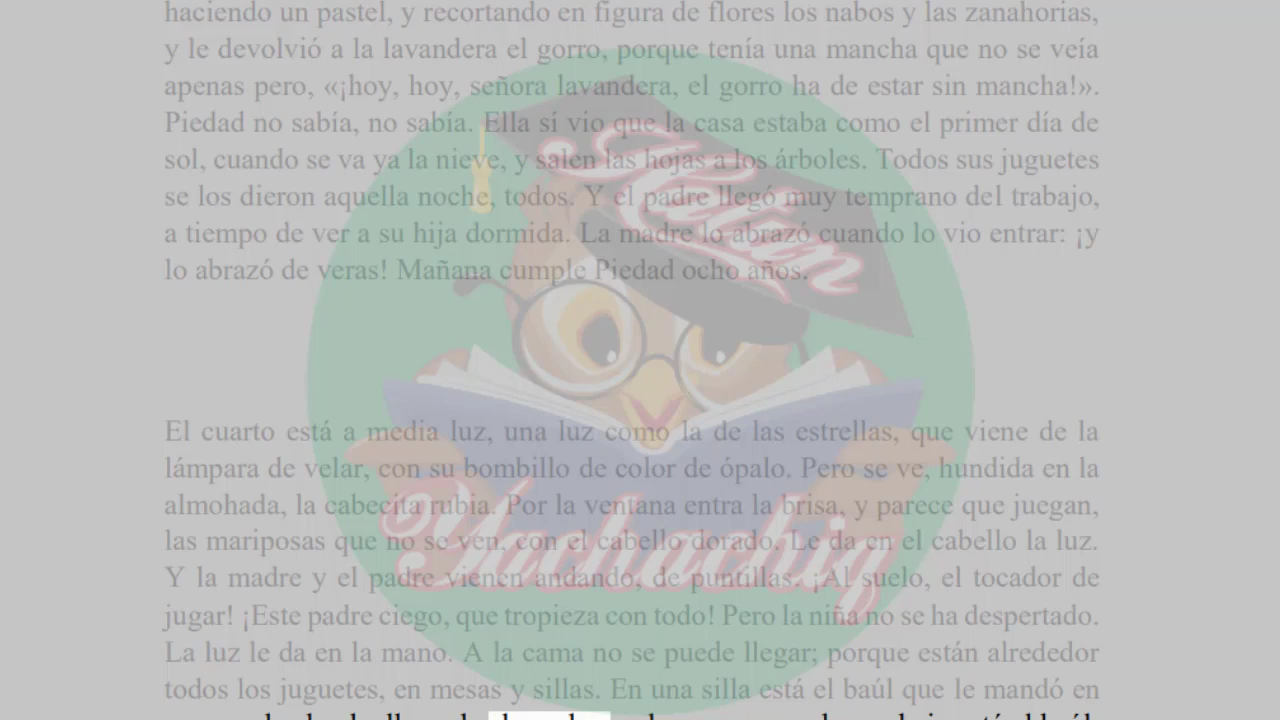 haciendo un pastel, y recortando en figura de flores los nabos y las zanahorias,
y le devolvió a la lavandera el gorro, porque tenía una mancha que no se veía
apenas pero, «¡hoy, hoy, señora lavandera, el gorro ha de estar sin mancha!».
Piedad no sabía, no sabía. Ella sí vio que la casa estaba como el primer día de
sol, cuando se va ya la nieve, y salen las hojas a los árboles. Todos sus juguetes
se los dieron aquella noche, todos. Y el padre llegó muy temprano del trabajo,
a tiempo de ver a su hija dormida. La madre lo abrazó cuando lo vio entrar: ¡y
lo abrazó de veras! Mañana cumple Piedad ocho años.
El cuarto está a media luz, una luz como la de las estrellas, que viene de la
lámpara de velar, con su bombillo de color de ópalo. Pero se ve, hundida en la
almohada, la cabecita rubia. Por la ventana entra la brisa, y parece que juegan,
las mariposas que no se ven, con el cabello dorado. Le da en el cabello la luz.
Y la madre y el padre vienen andando, de puntillas. ¡Al suelo, el tocador de
jugar! ¡Este padre ciego, que tropieza con todo! Pero la niña no se ha despertado.
La luz le da en la mano. A la cama no se puede llegar; porque están alrededor
todos los juguetes, en mesas y sillas. En una silla está el baúl que le mandó en
Yachachiq